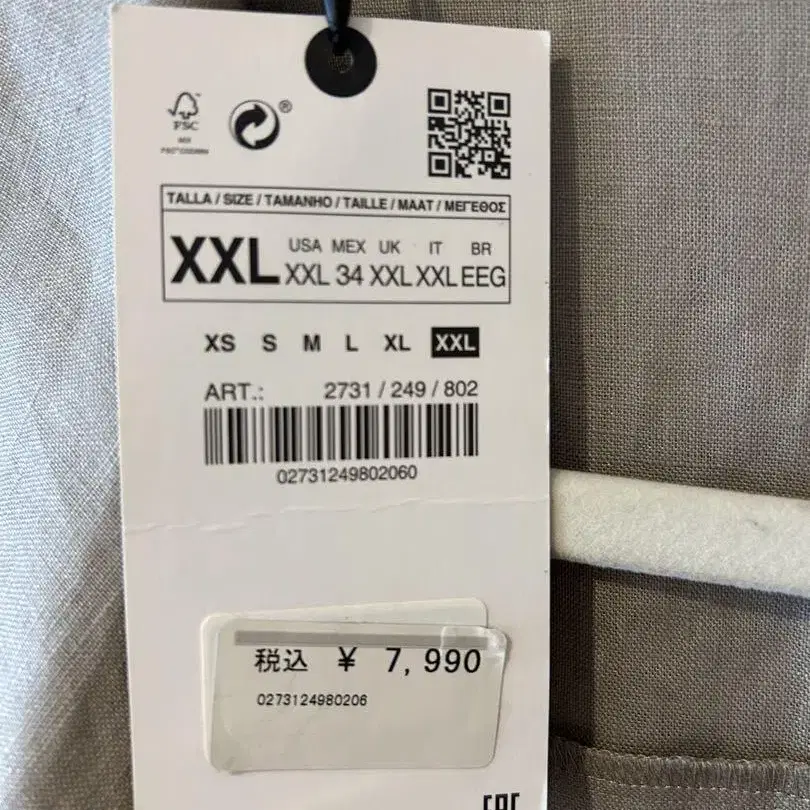 FSC
®
TALLA / SIZE / TAMANHO / TAILLE / MAAT / ΜΕΓΕΘΟΣ
XXL
USA MEX UK IT BR
XXL 34 XXL XXL EEG
XS S M L XL XXL
ART.: 2731 / 249 / 802
02731249802060
税込 ¥ 7,990
0273124980206